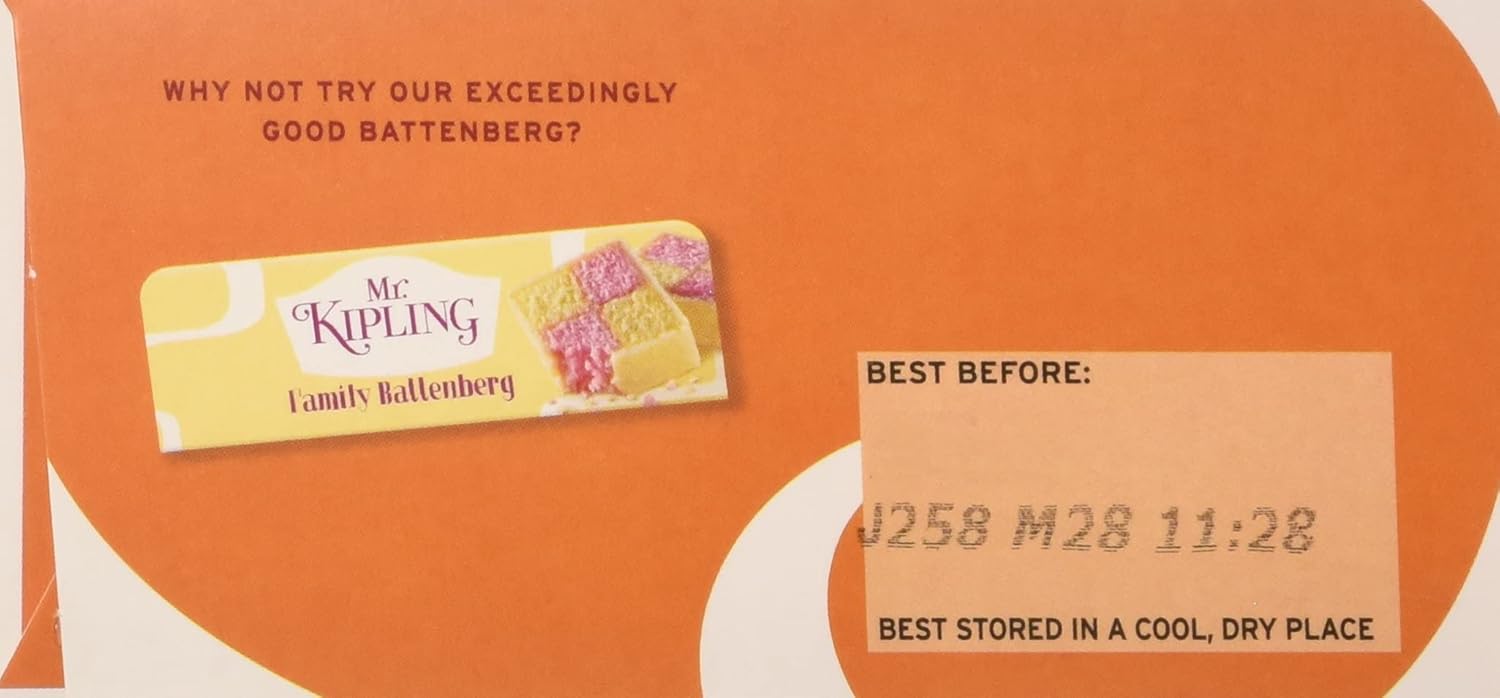 WHY NOT TRY OUR EXCEEDINGLY
GOOD BATTENBERG?
Mr.
KIPLING
Family Battenberg
BEST BEFORE:
J258 M28 11:28
BEST STORED IN A COOL, DRY PLACE